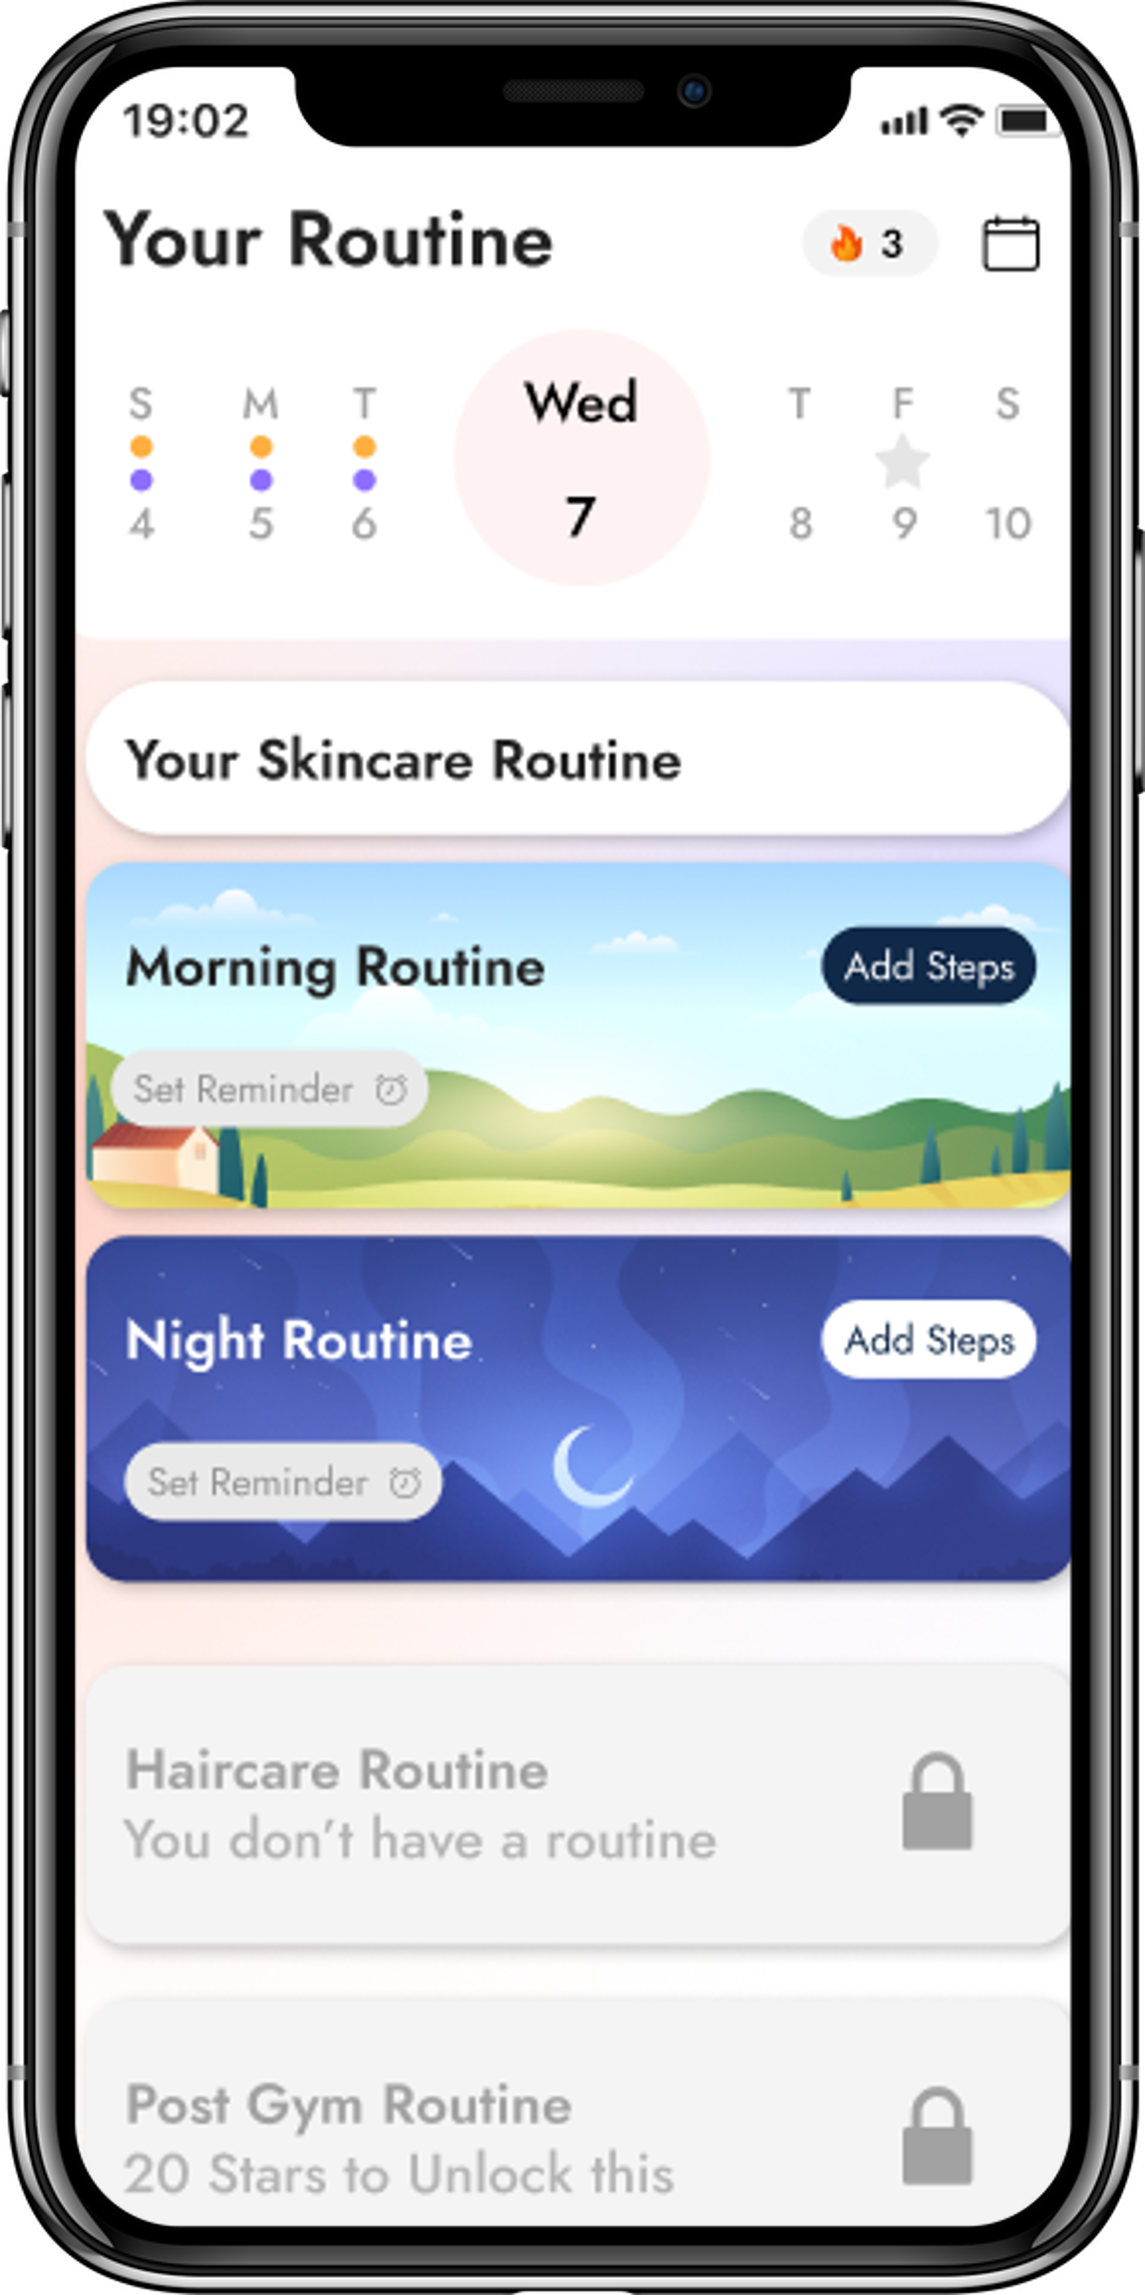 19:02
Your Routine
🔥 3
S M T Wed T F S
4 5 6 7 8 9 10
Your Skincare Routine
Morning Routine
Add Steps
Set Reminder
Night Routine
Add Steps
Set Reminder
Haircare Routine
You don’t have a routine
Post Gym Routine
20 Stars to Unlock this